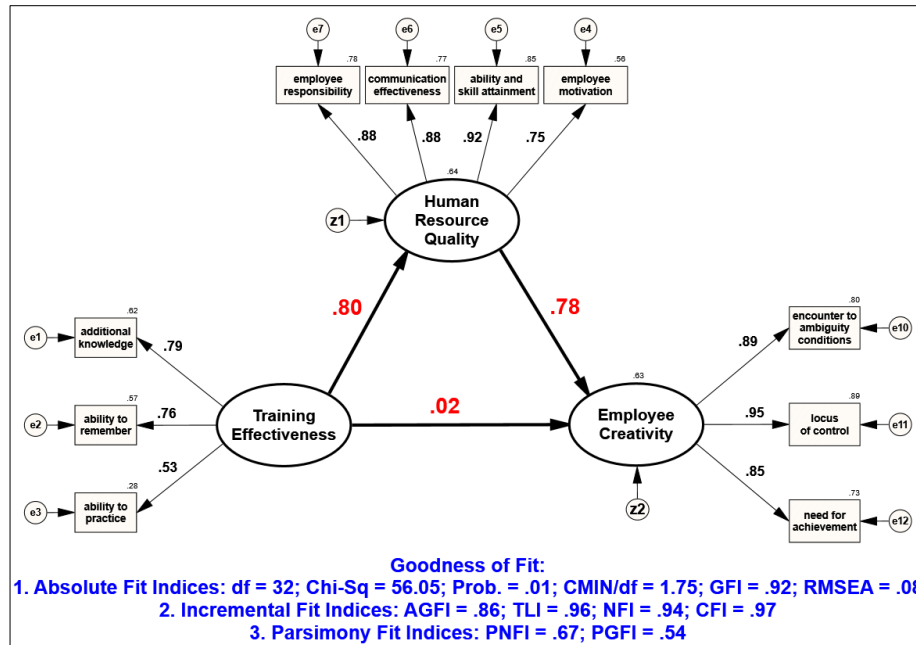 e7
e6
e5
e4
.78
.77
.85
.56
employee
responsibility
communication
effectiveness
ability and
skill attainment
employee
motivation
.88
.88
.92
.75
.64
Human
Resource
Quality
z1
.80
.78
.62
e1
additional
knowledge
.79
.57
e2
ability to
remember
.76
.53
.28
e3
ability to
practice
Training
Effectiveness
.02
.63
Employee
Creativity
z2
.80
encounter to
ambiguity
conditions
e10
.89
.89
locus
of control
e11
.95
.85
.73
need for
achievement
e12
Goodness of Fit:
1. Absolute Fit Indices: df = 32; Chi-Sq = 56.05; Prob. = .01; CMIN/df = 1.75; GFI = .92; RMSEA = .08
2. Incremental Fit Indices: AGFI = .86; TLI = .96; NFI = .94; CFI = .97
3. Parsimony Fit Indices: PNFI = .67; PGFI = .54